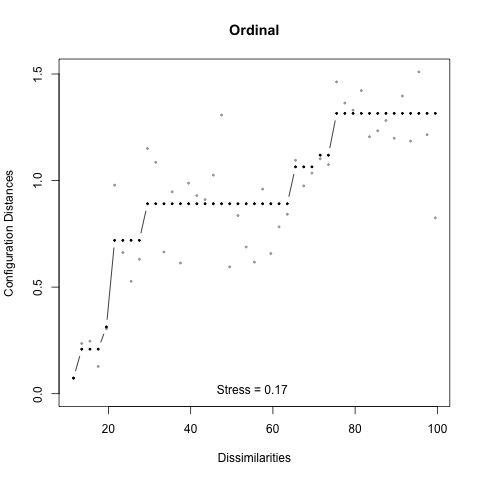 Ordinal
Configuration Distances
1.5
1.0
0.5
0.0
Stress = 0.17
20 40 60 80 100
Dissimilarities